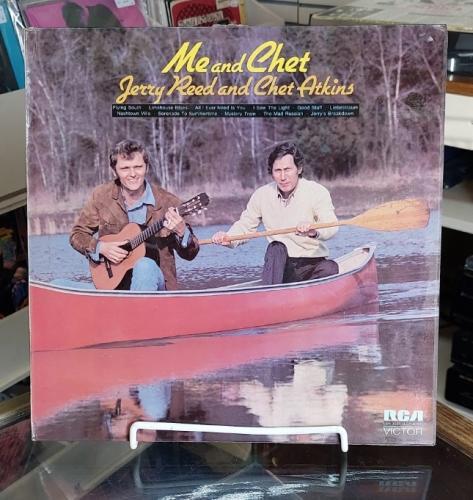 Me and Chet
Jerry Reed and Chet Atkins
Flying South · Limehouse Blues · All I Ever Need Is You · I Saw The Light · Good Stuff · Liebestraum
Nashtown Ville · Serenade To Summertime · Mystery Train · The Mad Russian · Jerry's Breakdown
RCA
VICTOR